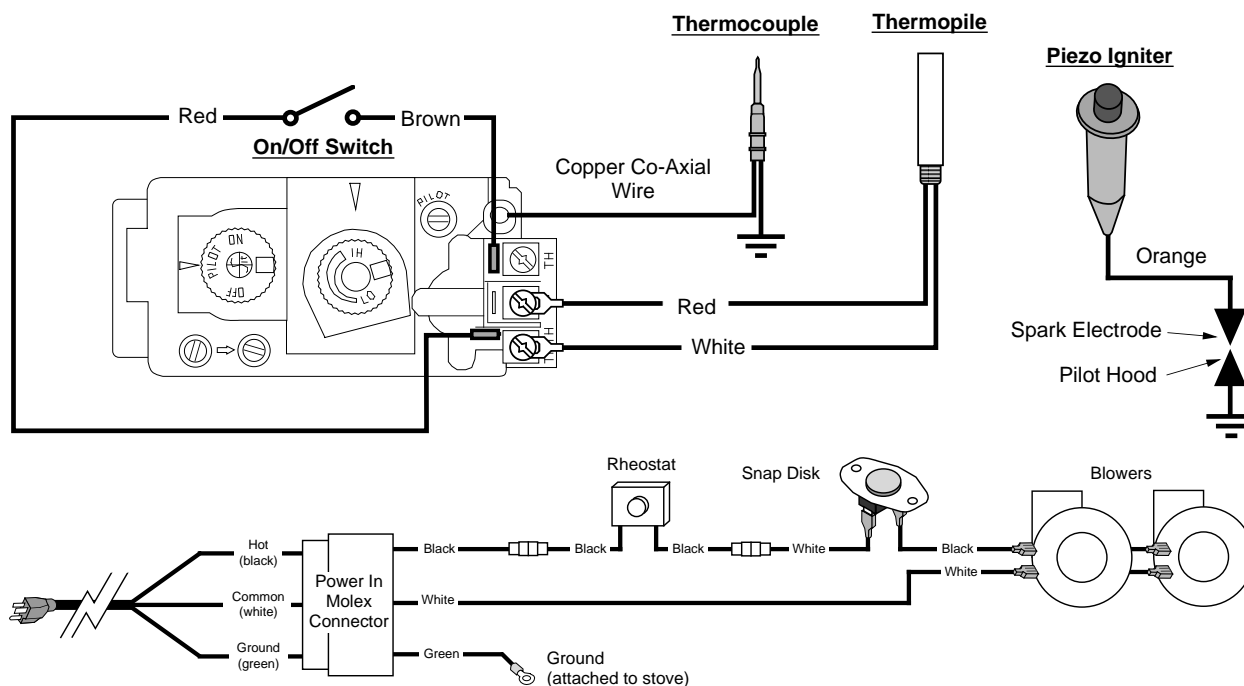 Thermocouple
Thermopile
Piezo Igniter
Red
Brown
On/Off Switch
Copper Co-Axial
Wire
PILOT
TH
ON
PILOT
OFF
HI
LO
Red
White
TH
Orange
Spark Electrode
Pilot Hood
Rheostat
Snap Disk
Blowers
Hot
(black)
Black
Black
Black
White
Black
Power In
Molex
Connector
Common
(white)
White
White
Ground
(green)
Green
Ground
(attached to stove)